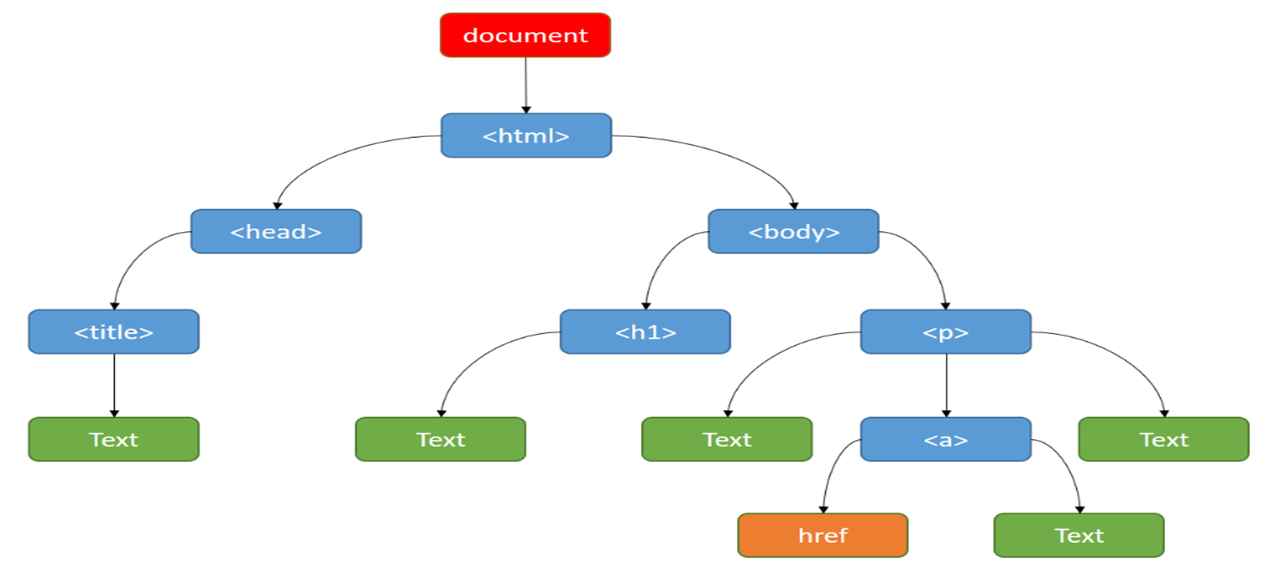 document
<html>
<head>
<body>
<title>
<h1>
<p>
Text
Text
Text
<a>
Text
href
Text